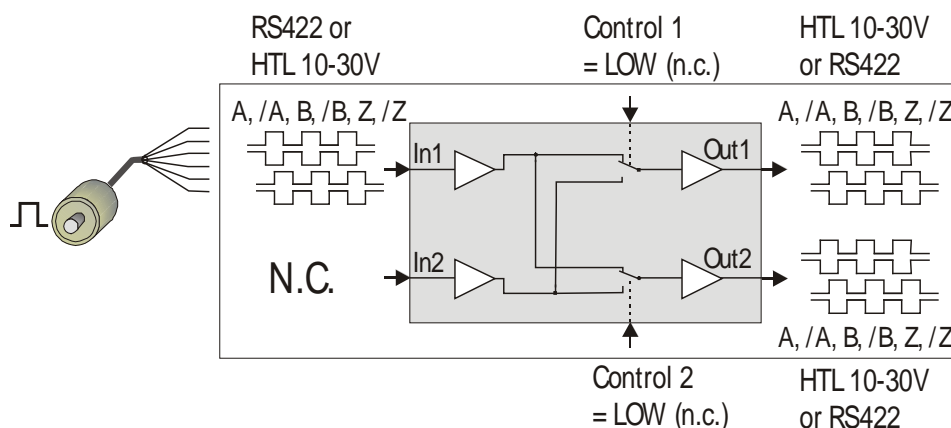 RS422 or
HTL 10-30V
Control 1
= LOW (n.c.)
HTL 10-30V
or RS422
A, /A, B, /B, Z, /Z
A, /A, B, /B, Z, /Z
In1
Out1
In2
Out2
N.C.
A, /A, B, /B, Z, /Z
Control 2
= LOW (n.c.)
HTL 10-30V
or RS422